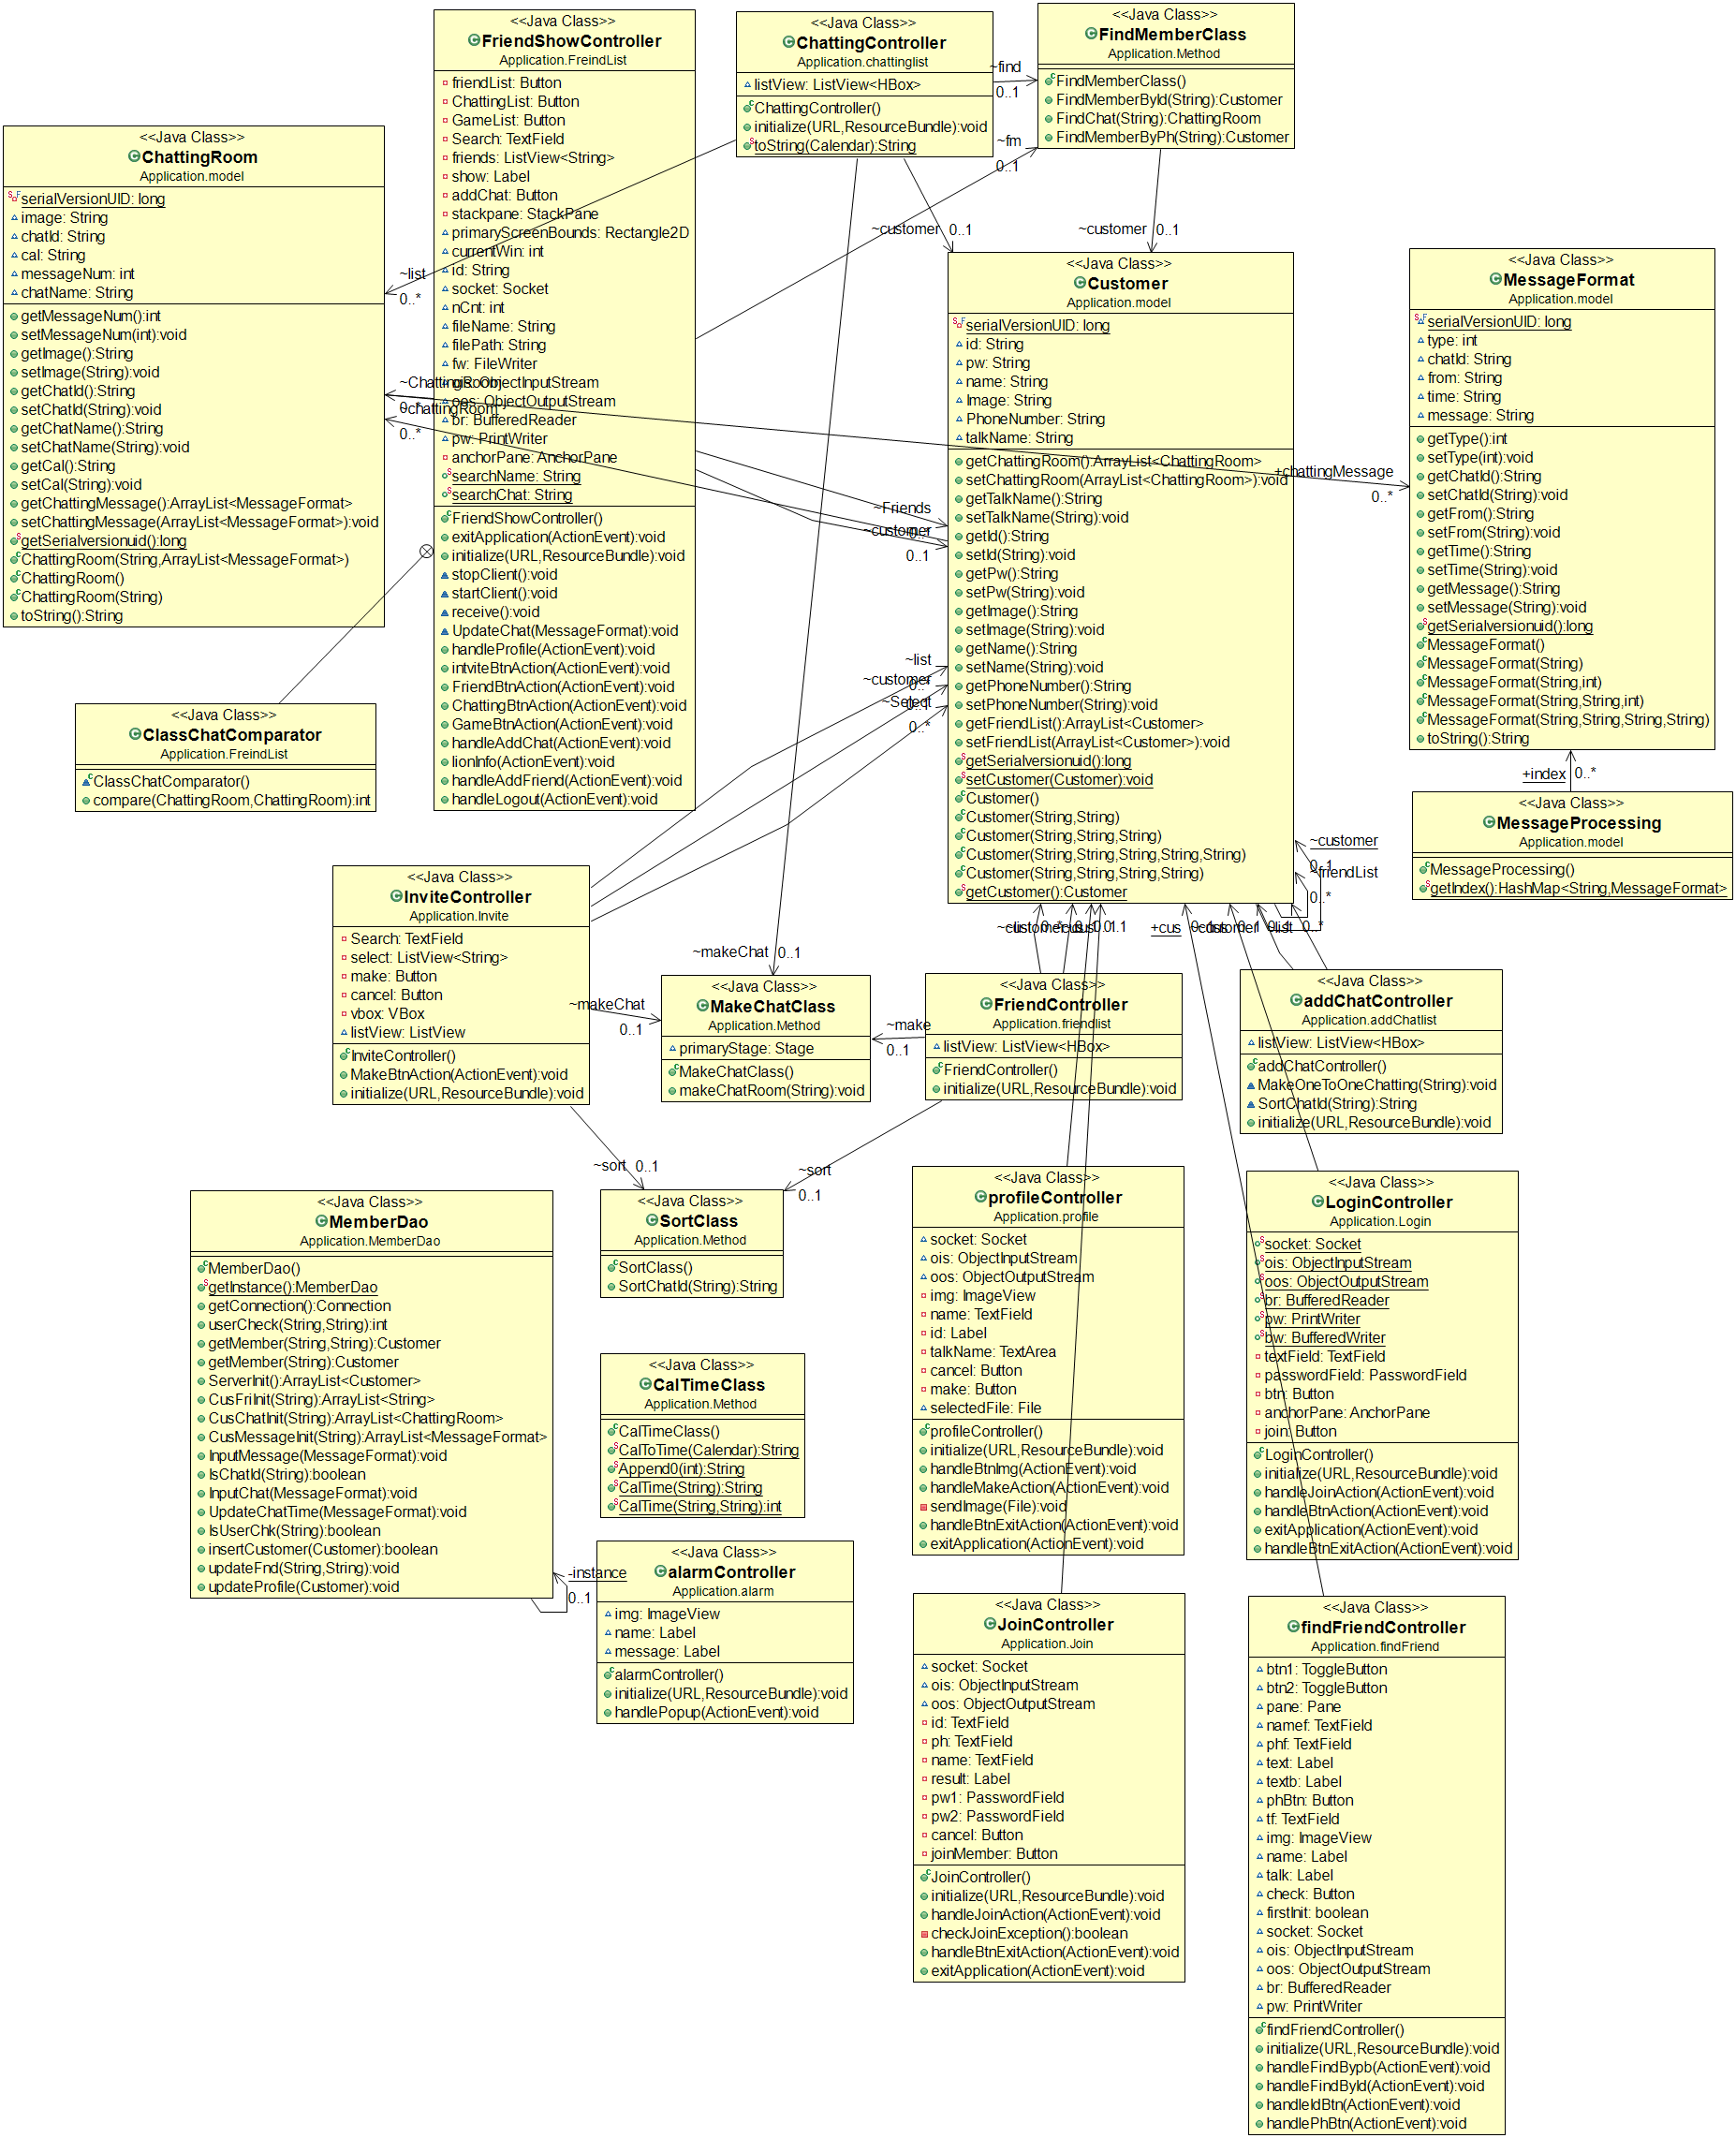 <<Java Class>>
FriendShowController
Application.FreindList
friendList: Button
ChattingList: Button
GameList: Button
Search: TextField
friends: ListView<String>
show: Label
addChat: Button
stackpane: StackPane
primaryScreenBounds: Rectangle2D
currentWin: int
id: String
socket: Socket
nCnt: int
fileName: String
filePath: String
fw: FileWriter
ois: ObjectInputStream
oos: ObjectOutputStream
br: BufferedReader
pw: PrintWriter
anchorPane: AnchorPane
searchName: String
searchChat: String
FriendShowController()
exitApplication(ActionEvent):void
initialize(URL,ResourceBundle):void
stopClient():void
startClient():void
receive():void
UpdateChat(MessageFormat):void
handleProfile(ActionEvent):void
intviteBtnAction(ActionEvent):void
FriendBtnAction(ActionEvent):void
ChattingBtnAction(ActionEvent):void
GameBtnAction(ActionEvent):void
handleAddChat(ActionEvent):void
lionInfo(ActionEvent):void
handleAddFriend(ActionEvent):void
handleLogout(ActionEvent):void
<<Java Class>>
ChattingController
Application.chattinglist
listView: ListView<HBox>
ChattingController()
initialize(URL,ResourceBundle):void
toString(Calendar):String
~find
0..1
~fm
0..1
<<Java Class>>
FindMemberClass
Application.Method
FindMemberClass()
FindMemberById(String):Customer
FindChat(String):ChattingRoom
FindMemberByPh(String):Customer
<<Java Class>>
ChattingRoom
Application.model
serialVersionUID: long
image: String
chatId: String
cal: String
messageNum: int
chatName: String
getMessageNum():int
setMessageNum(int):void
getImage():String
setImage(String):void
getChatId():String
setChatId(String):void
getChatName():String
setChatName(String):void
getCal():String
setCal(String):void
getChattingMessage():ArrayList<MessageFormat>
setChattingMessage(ArrayList<MessageFormat>):void
getSerialversionuid():long
ChattingRoom(String,ArrayList<MessageFormat>)
ChattingRoom()
ChattingRoom(String)
toString():String
~list
0..*
~ChattingRoom
0..*
~chattingRoom
0..*
~customer 0..1
~customer 0..1
<<Java Class>>
Customer
Application.model
serialVersionUID: long
id: String
pw: String
name: String
Image: String
PhoneNumber: String
talkName: String
getChattingRoom():ArrayList<ChattingRoom>
setChattingRoom(ArrayList<ChattingRoom>):void
getTalkName():String
setTalkName(String):void
getId():String
setId(String):void
getPw():String
setPw(String):void
getImage():String
setImage(String):void
getName():String
setName(String):void
getPhoneNumber():String
setPhoneNumber(String):void
getFriendList():ArrayList<Customer>
setFriendList(ArrayList<Customer>):void
getSerialversionuid():long
setCustomer(Customer):void
Customer()
Customer(String,String)
Customer(String,String,String)
Customer(String,String,String,String,String)
Customer(String,String,String,String)
getCustomer():Customer
~Friends
~customer
0..1
~list
~customer
~Select
0..*
~customer
0..1
~friendList
0..*
+chattingMessage
0..*
<<Java Class>>
MessageFormat
Application.model
serialVersionUID: long
type: int
chatId: String
from: String
time: String
message: String
getType():int
setType(int):void
getChatId():String
setChatId(String):void
getFrom():String
setFrom(String):void
getTime():String
setTime(String):void
getMessage():String
setMessage(String):void
getSerialversionuid():long
MessageFormat()
MessageFormat(String)
MessageFormat(String,int)
MessageFormat(String,String,int)
MessageFormat(String,String,String,String)
toString():String
+index 0..*
<<Java Class>>
MessageProcessing
Application.model
MessageProcessing()
getIndex():HashMap<String,MessageFormat>
<<Java Class>>
ClassChatComparator
Application.FreindList
ClassChatComparator()
compare(ChattingRoom,ChattingRoom):int
<<Java Class>>
InviteController
Application.Invite
Search: TextField
select: ListView<String>
make: Button
cancel: Button
vbox: VBox
listView: ListView
InviteController()
MakeBtnAction(ActionEvent):void
initialize(URL,ResourceBundle):void
~makeChat 0..1
~makeChat
0..1
<<Java Class>>
MakeChatClass
Application.Method
primaryStage: Stage
MakeChatClass()
makeChatRoom(String):void
~make
0..1
+cus
<<Java Class>>
FriendController
Application.friendlist
listView: ListView<HBox>
FriendController()
initialize(URL,ResourceBundle):void
<<Java Class>>
addChatController
Application.addChatlist
listView: ListView<HBox>
addChatController()
MakeOneToOneChatting(String):void
SortChatId(String):String
initialize(URL,ResourceBundle):void
~sort 0..1
~sort
0..1
<<Java Class>>
SortClass
Application.Method
SortClass()
SortChatId(String):String
<<Java Class>>
MemberDao
Application.MemberDao
MemberDao()
getInstance():MemberDao
getConnection():Connection
userCheck(String,String):int
getMember(String,String):Customer
getMember(String):Customer
ServerInit():ArrayList<Customer>
CusFriInit(String):ArrayList<String>
CusChatInit(String):ArrayList<ChattingRoom>
CusMessageInit(String):ArrayList<MessageFormat>
InputMessage(MessageFormat):void
IsChatId(String):boolean
InputChat(MessageFormat):void
UpdateChatTime(MessageFormat):void
IsUserChk(String):boolean
insertCustomer(Customer):boolean
updateFnd(String,String):void
updateProfile(Customer):void
-instance
0..1
<<Java Class>>
CalTimeClass
Application.Method
CalTimeClass()
CalToTime(Calendar):String
Append0(int):String
CalTime(String):String
CalTime(String,String):int
<<Java Class>>
alarmController
Application.alarm
img: ImageView
name: Label
message: Label
alarmController()
initialize(URL,ResourceBundle):void
handlePopup(ActionEvent):void
<<Java Class>>
profileController
Application.profile
socket: Socket
ois: ObjectInputStream
oos: ObjectOutputStream
img: ImageView
name: TextField
id: Label
talkName: TextArea
cancel: Button
make: Button
selectedFile: File
profileController()
initialize(URL,ResourceBundle):void
handleBtnImg(ActionEvent):void
handleMakeAction(ActionEvent):void
sendImage(File):void
handleBtnExitAction(ActionEvent):void
exitApplication(ActionEvent):void
<<Java Class>>
LoginController
Application.Login
socket: Socket
ois: ObjectInputStream
oos: ObjectOutputStream
br: BufferedReader
pw: PrintWriter
bw: BufferedWriter
textField: TextField
passwordField: PasswordField
btn: Button
anchorPane: AnchorPane
join: Button
LoginController()
initialize(URL,ResourceBundle):void
handleJoinAction(ActionEvent):void
handleBtnAction(ActionEvent):void
exitApplication(ActionEvent):void
handleBtnExitAction(ActionEvent):void
<<Java Class>>
JoinController
Application.Join
socket: Socket
ois: ObjectInputStream
oos: ObjectOutputStream
id: TextField
ph: TextField
name: TextField
result: Label
pw1: PasswordField
pw2: PasswordField
cancel: Button
joinMember: Button
JoinController()
initialize(URL,ResourceBundle):void
handleJoinAction(ActionEvent):void
checkJoinException():boolean
handleBtnExitAction(ActionEvent):void
exitApplication(ActionEvent):void
<<Java Class>>
findFriendController
Application.findFriend
btn1: ToggleButton
btn2: ToggleButton
pane: Pane
namef: TextField
phf: TextField
text: Label
textb: Label
phBtn: Button
tf: TextField
img: ImageView
name: Label
talk: Label
check: Button
firstInit: boolean
socket: Socket
ois: ObjectInputStream
oos: ObjectOutputStream
br: BufferedReader
pw: PrintWriter
findFriendController()
initialize(URL,ResourceBundle):void
handleFindBypb(ActionEvent):void
handleFindById(ActionEvent):void
handleIdBtn(ActionEvent):void
handlePhBtn(ActionEvent):void